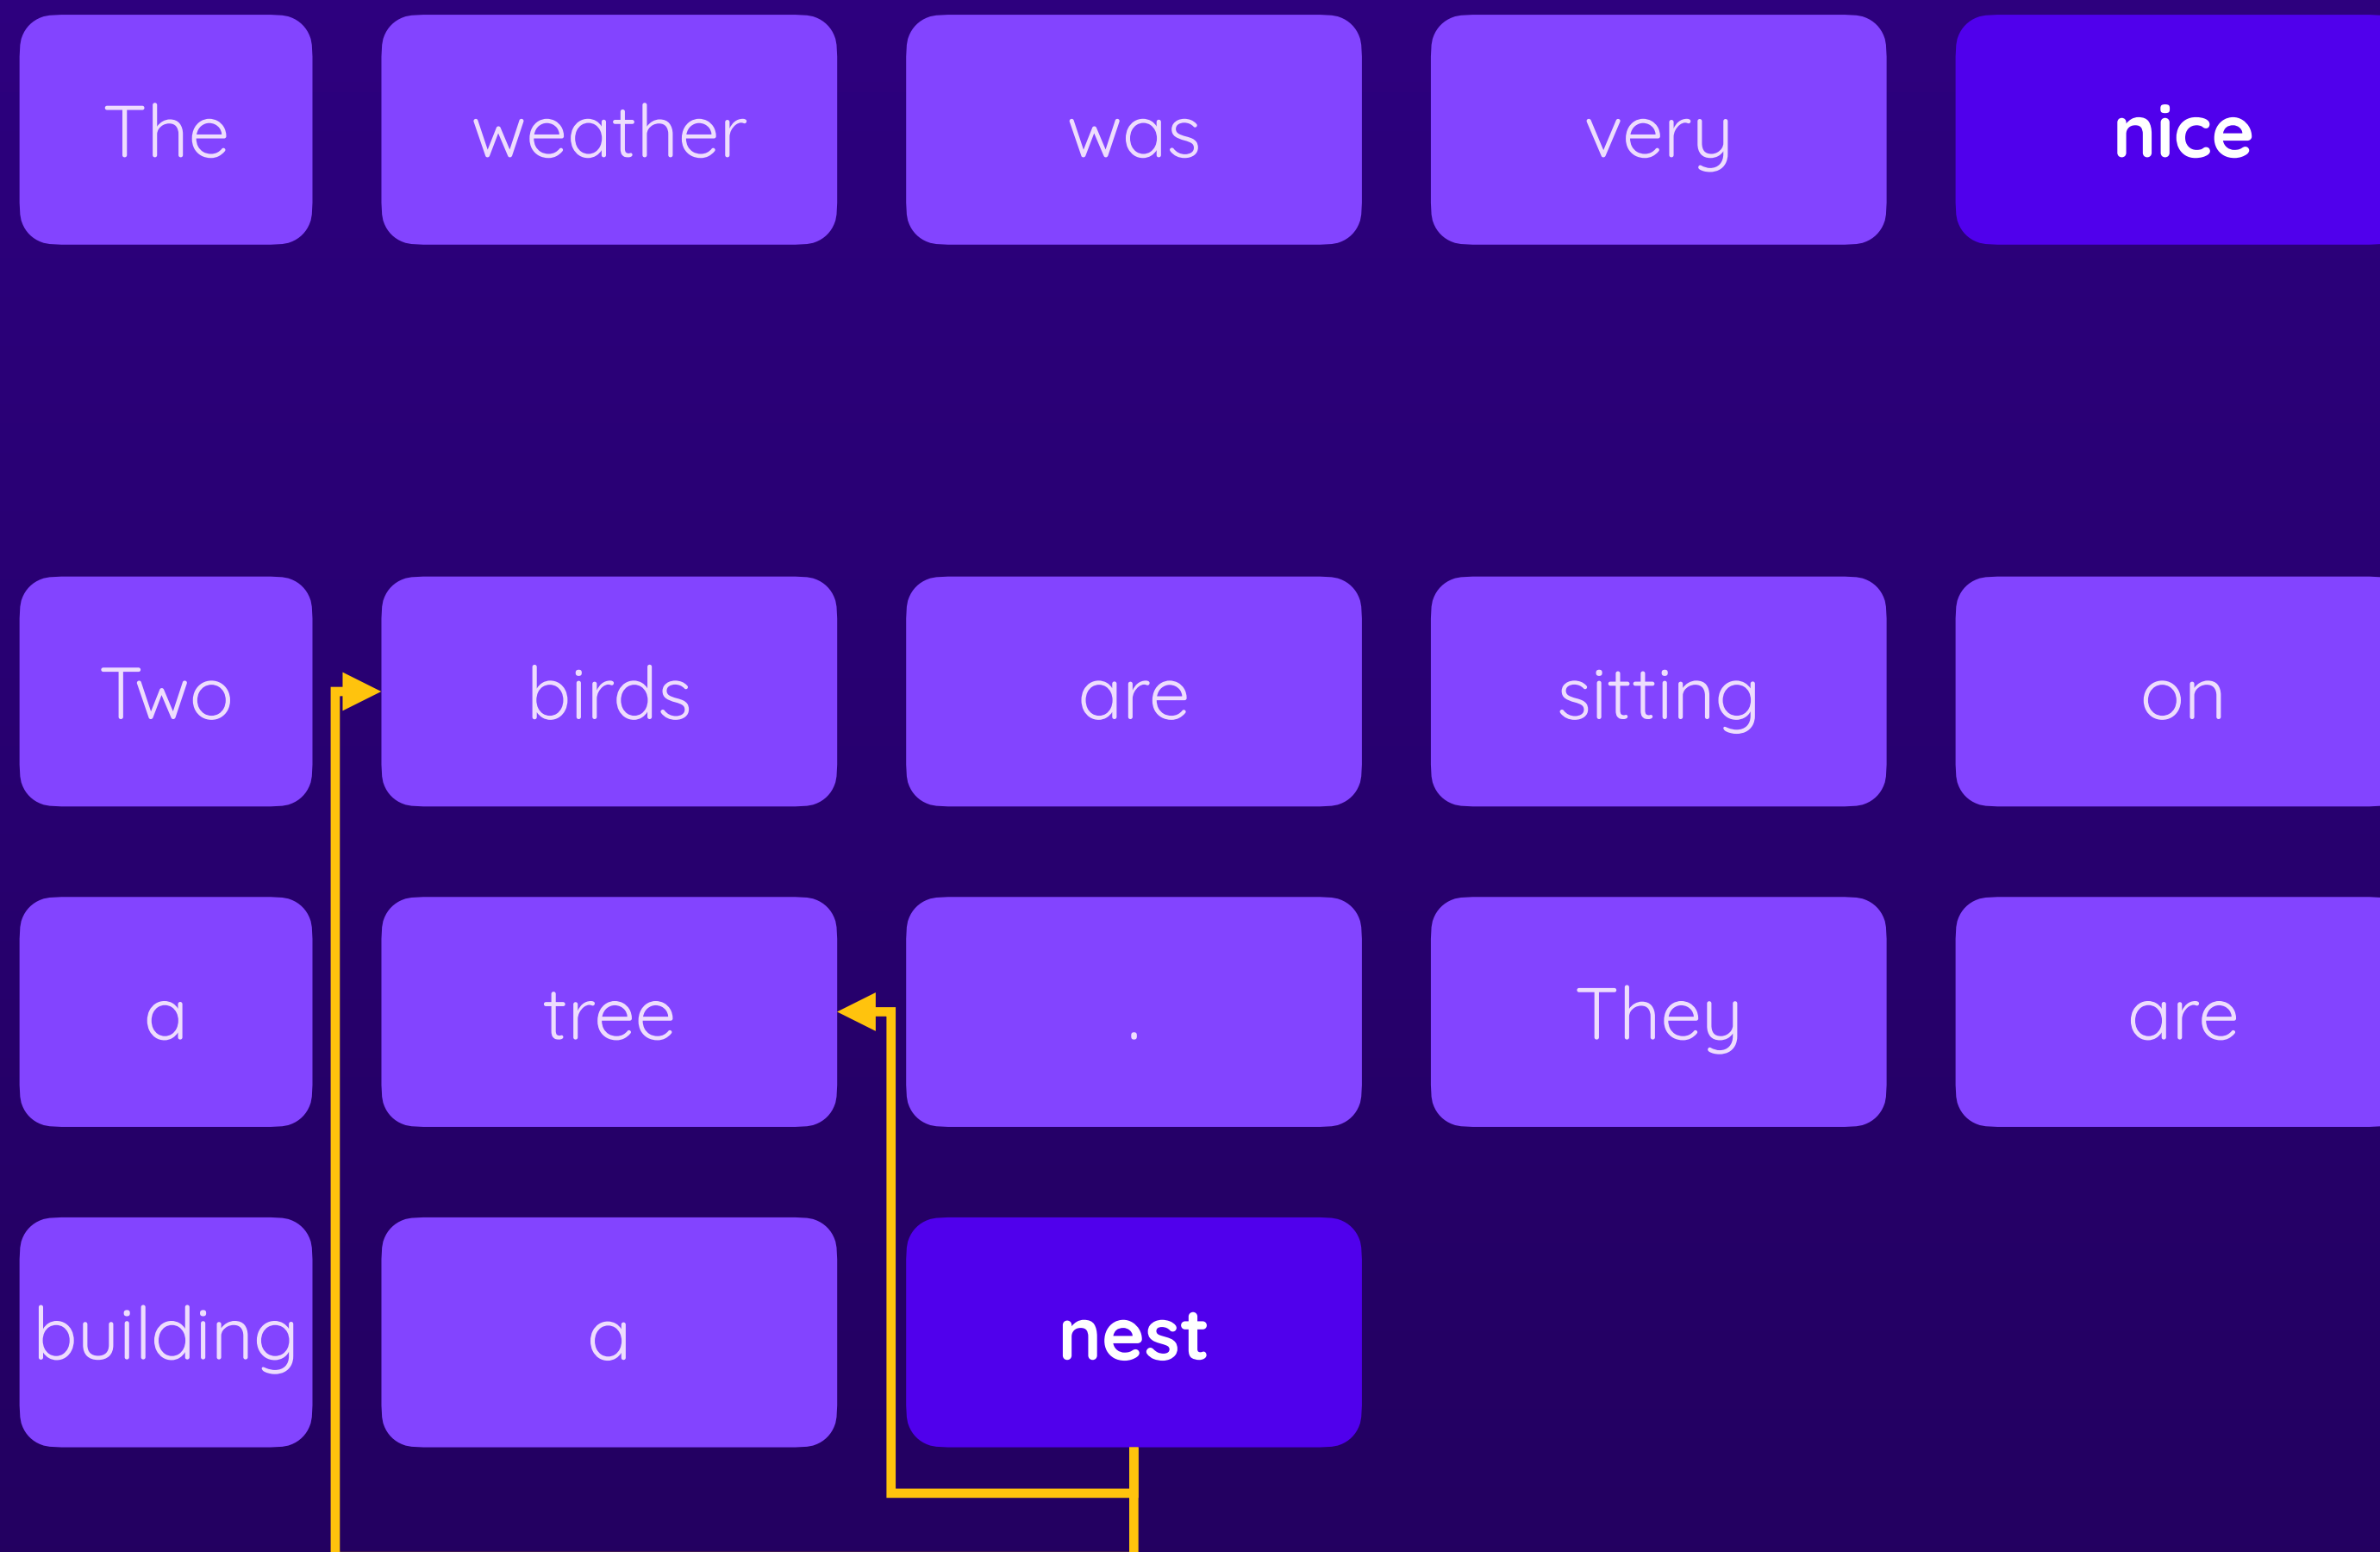 The weather was very nice
Two birds are sitting on
a tree . They are
building a nest